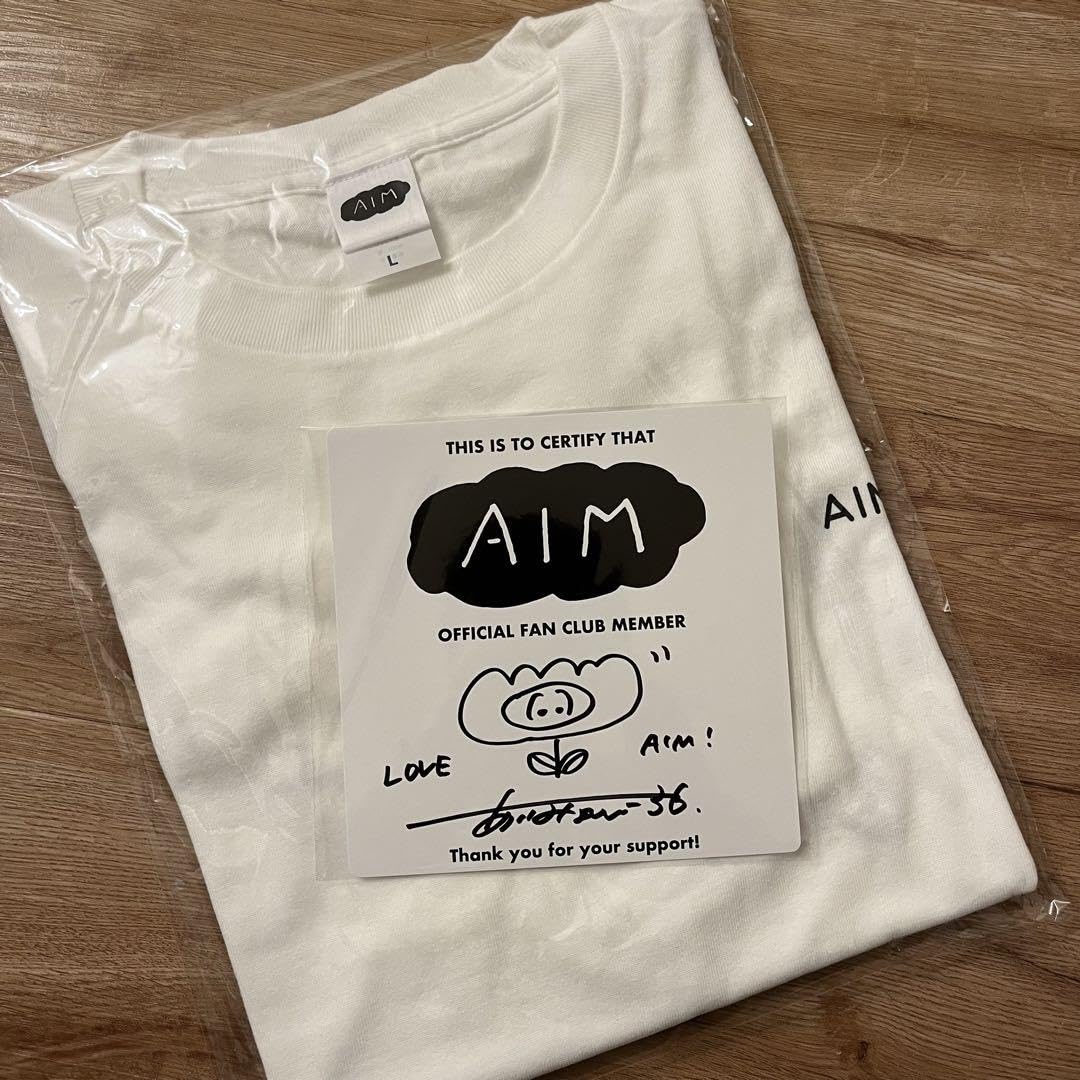 AIM
L
THIS IS TO CERTIFY THAT
AIM
OFFICIAL FAN CLUB MEMBER
LOVE AIM!
36.
Thank you for your support!
AIM